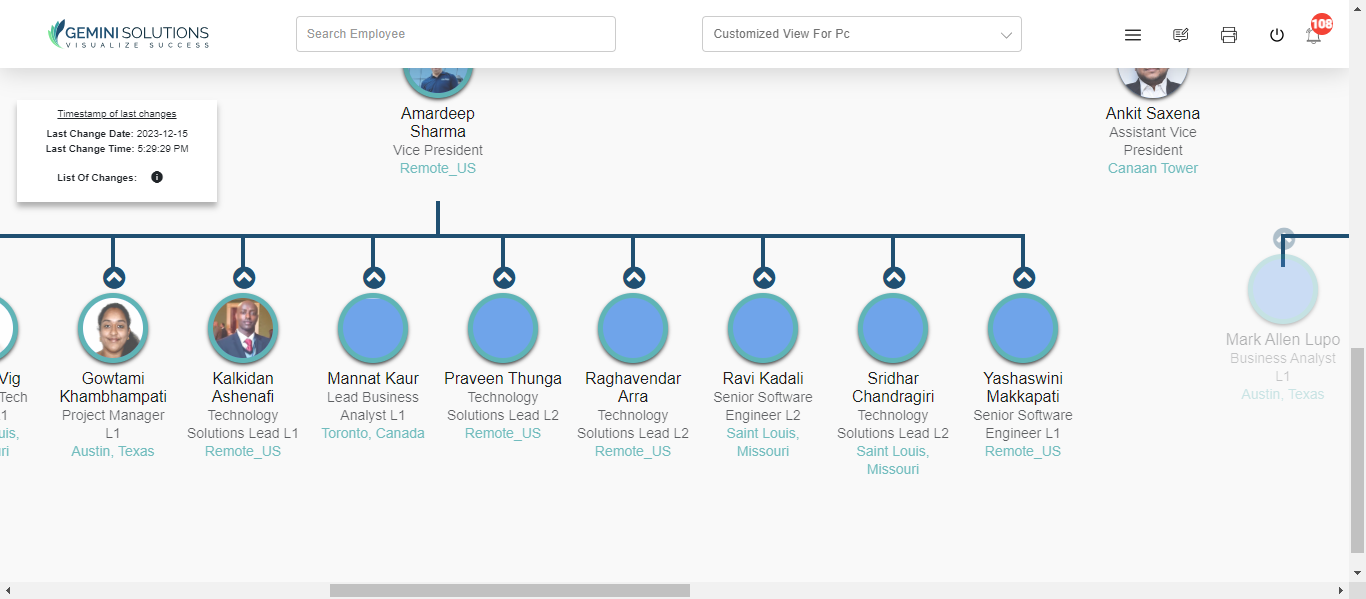 GEMINI SOLUTIONS
VISUALIZE SUCCESS
Search Employee
Customized View For Pc
108
Timestamp of last changes
Last Change Date: 2023-12-15
Last Change Time: 5:29:29 PM
List Of Changes:
Amardeep
Sharma
Vice President
Remote_US
Ankit Saxena
Assistant Vice
President
Canaan Tower
Vig
Tech
Gowtami
Khambhampati
Project Manager
L1
Austin, Texas
Kalkidan
Ashenafi
Technology
Solutions Lead L1
Remote_US
Mannat Kaur
Lead Business
Analyst L1
Toronto, Canada
Praveen Thunga
Technology
Solutions Lead L2
Remote_US
Raghavendar
Arra
Technology
Solutions Lead L2
Remote_US
Ravi Kadali
Senior Software
Engineer L2
Saint Louis,
Missouri
Sridhar
Chandragiri
Technology
Solutions Lead L2
Saint Louis,
Missouri
Yashaswini
Makkapati
Senior Software
Engineer L1
Remote_US
Mark Allen Lupo
Business Analyst
L1
Austin, Texas